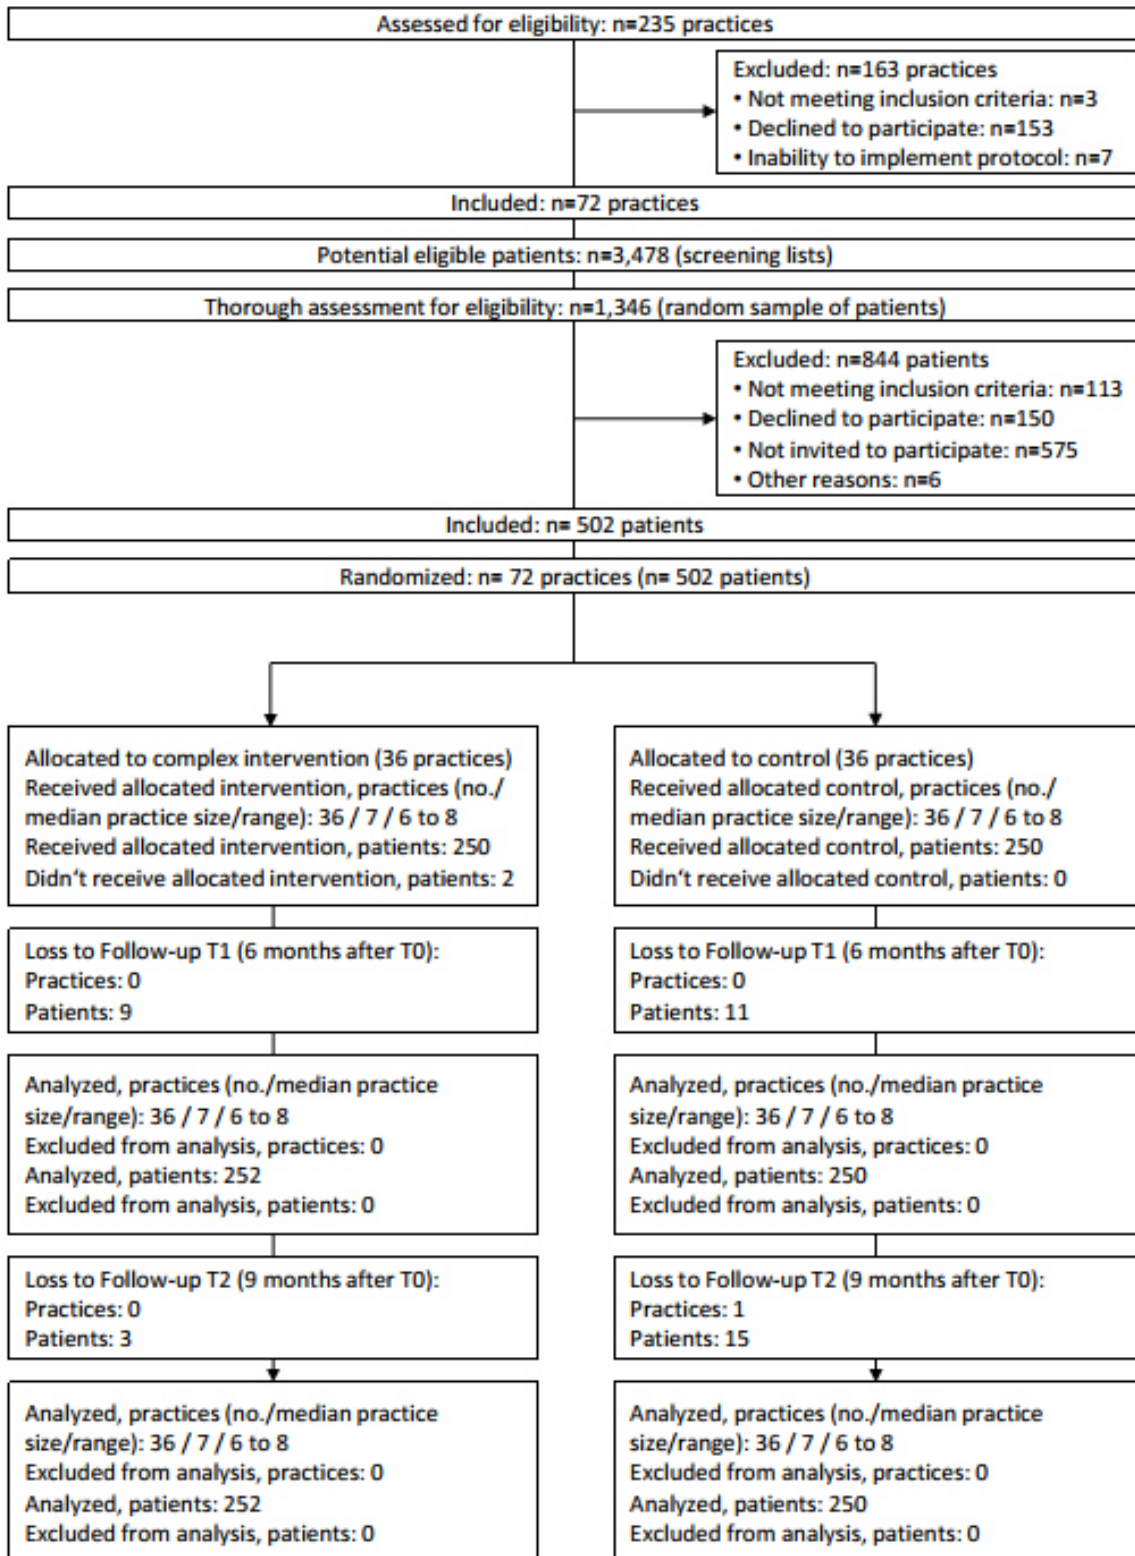 Assessed for eligibility: n=235 practices
Excluded: n=163 practices
• Not meeting inclusion criteria: n=3
• Declined to participate: n=153
• Inability to implement protocol: n=7
Included: n=72 practices
Potential eligible patients: n=3,478 (screening lists)
Thorough assessment for eligibility: n=1,346 (random sample of patients)
Excluded: n=844 patients
• Not meeting inclusion criteria: n=113
• Declined to participate: n=150
• Not invited to participate: n=575
• Other reasons: n=6
Included: n= 502 patients
Randomized: n= 72 practices (n= 502 patients)
Allocated to complex intervention (36 practices)
Received allocated intervention, practices (no./
median practice size/range): 36 / 7 / 6 to 8
Received allocated intervention, patients: 250
Didn‘t receive allocated intervention, patients: 2
Allocated to control (36 practices)
Received allocated control, practices (no./
median practice size/range): 36 / 7 / 6 to 8
Received allocated control, patients: 250
Didn‘t receive allocated control, patients: 0
Loss to Follow-up T1 (6 months after T0):
Practices: 0
Patients: 9
Loss to Follow-up T1 (6 months after T0):
Practices: 0
Patients: 11
Analyzed, practices (no./median practice
size/range): 36 / 7 / 6 to 8
Excluded from analysis, practices: 0
Analyzed, patients: 252
Excluded from analysis, patients: 0
Analyzed, practices (no./median practice
size/range): 36 / 7 / 6 to 8
Excluded from analysis, practices: 0
Analyzed, patients: 250
Excluded from analysis, patients: 0
Loss to Follow-up T2 (9 months after T0):
Practices: 0
Patients: 3
Loss to Follow-up T2 (9 months after T0):
Practices: 1
Patients: 15
Analyzed, practices (no./median practice
size/range): 36 / 7 / 6 to 8
Excluded from analysis, practices: 0
Analyzed, patients: 252
Excluded from analysis, patients: 0
Analyzed, practices (no./median practice
size/range): 36 / 7 / 6 to 8
Excluded from analysis, practices: 0
Analyzed, patients: 250
Excluded from analysis, patients: 0